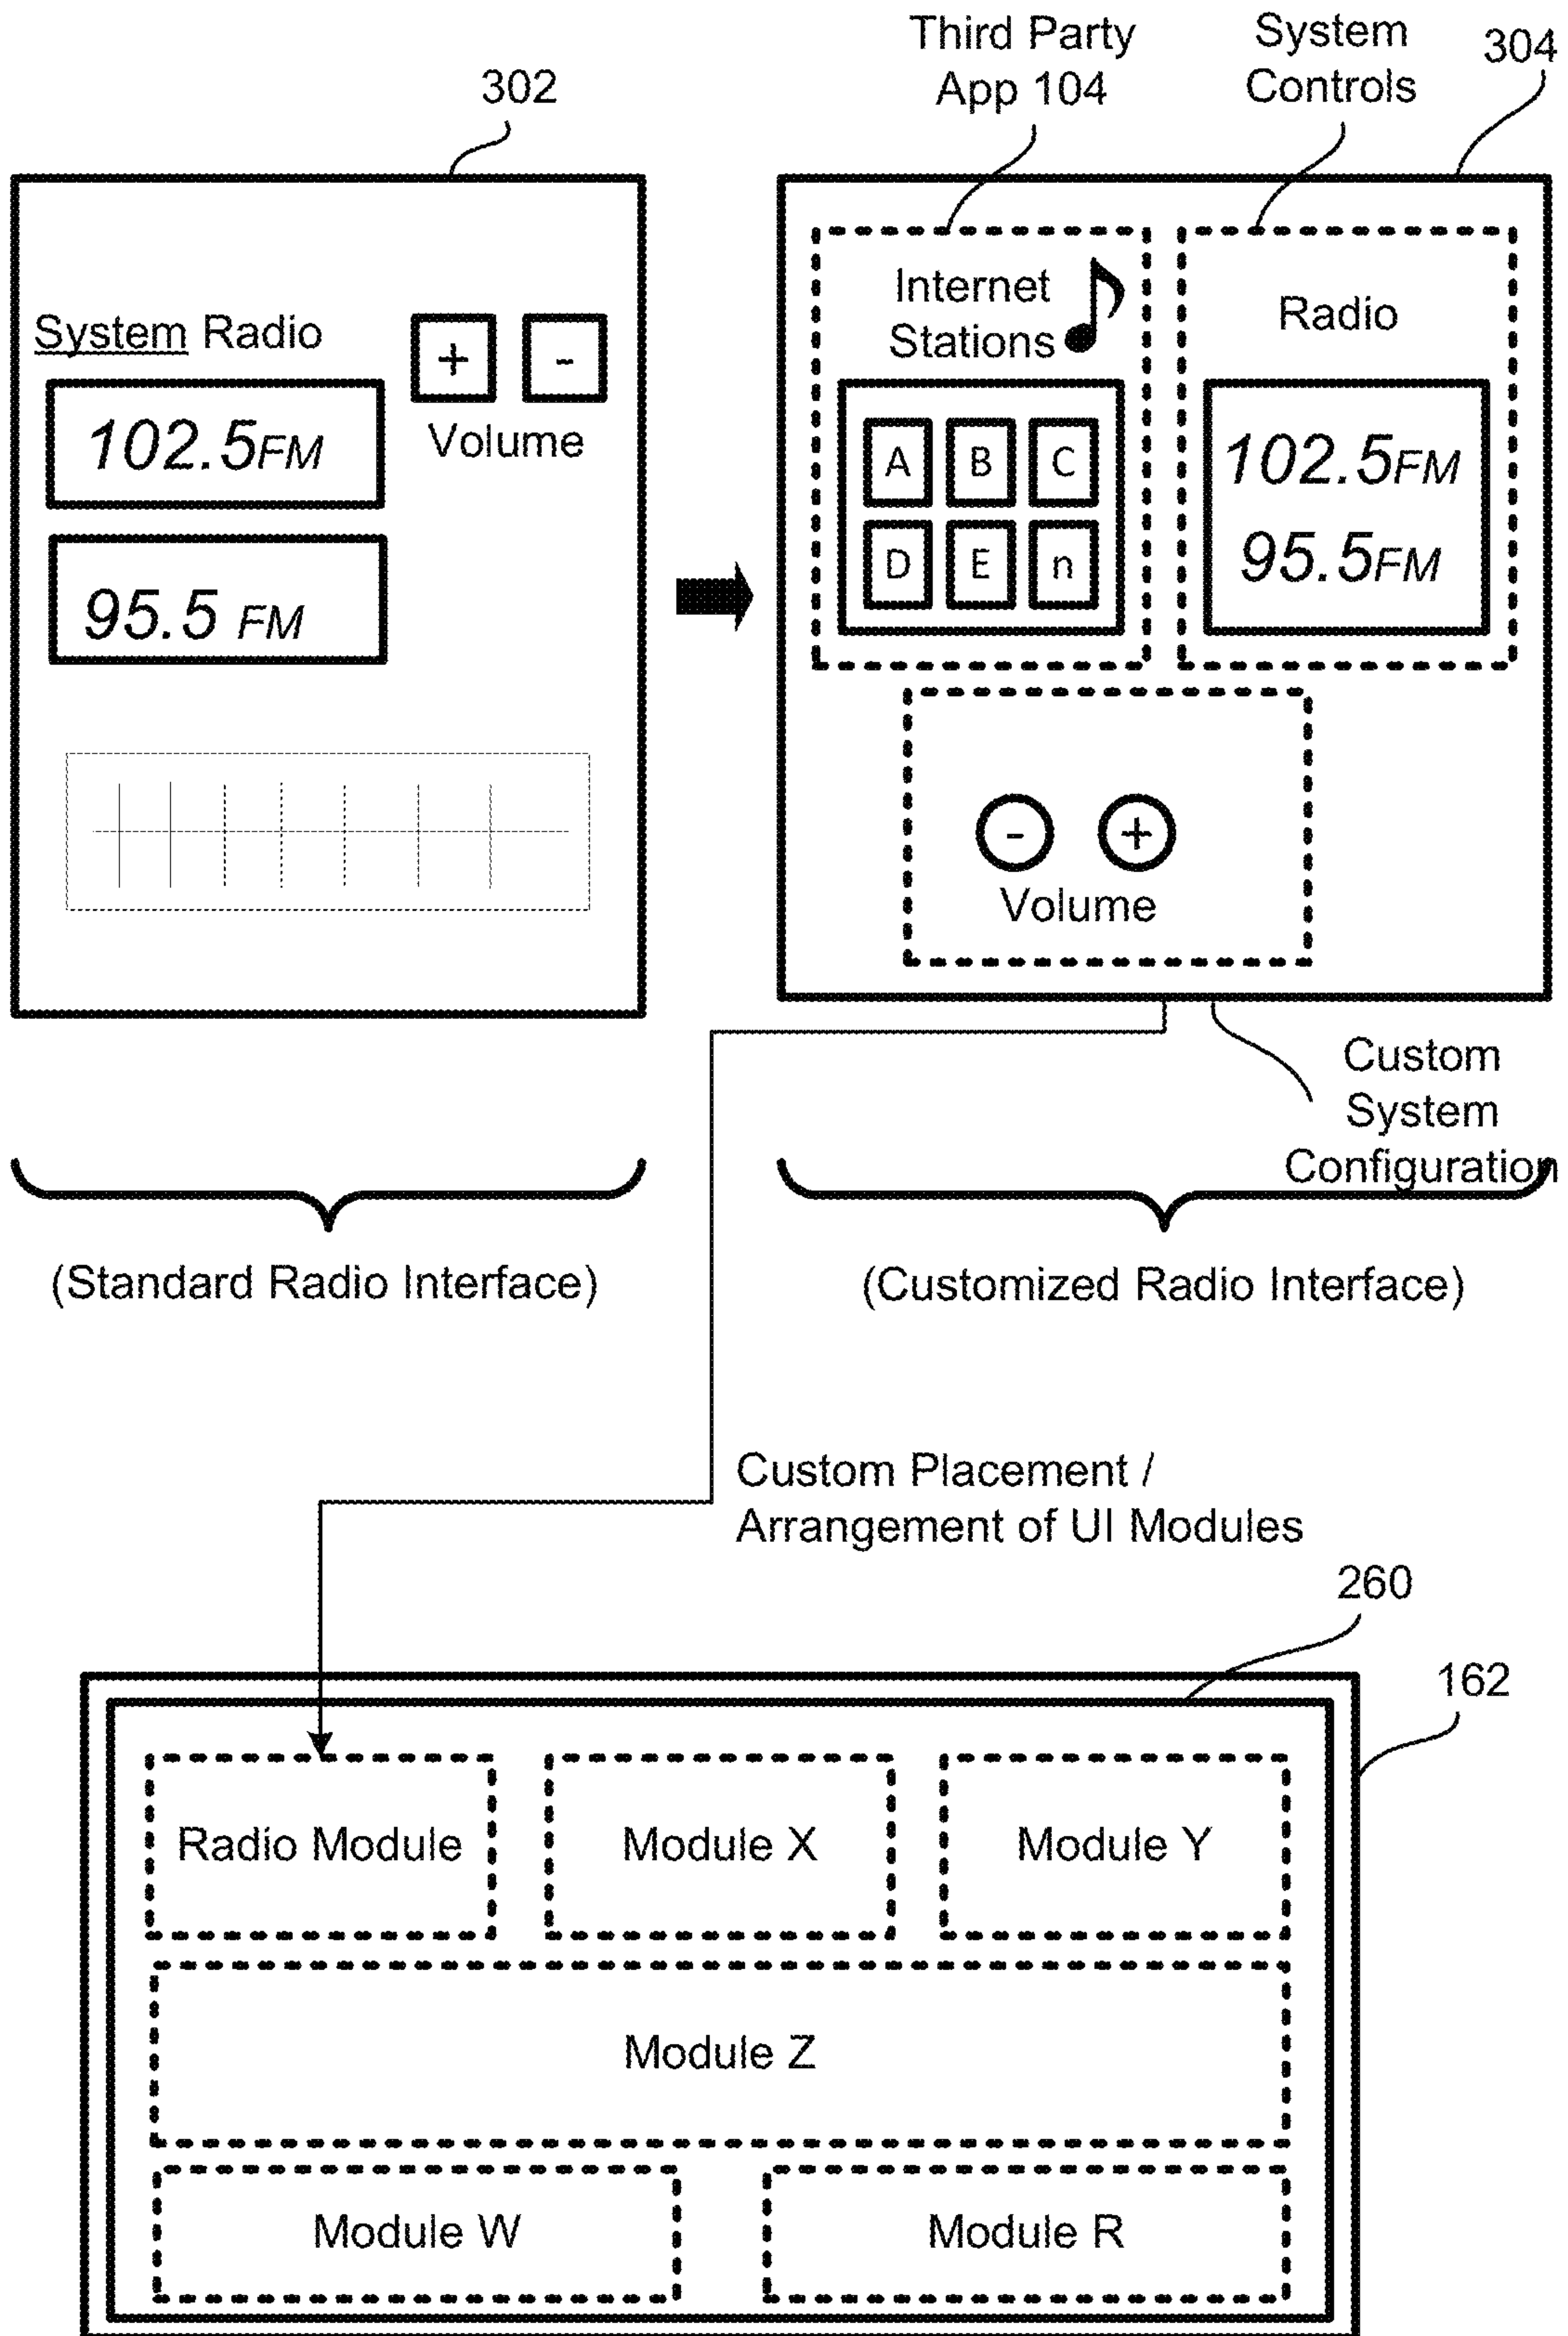 302
System Radio
102.5FM
95.5 FM
+
-
Volume
Third Party
App 104
System
Controls
304
Internet
Stations
A B C
D E n
Radio
102.5FM
95.5FM
- +
Volume
Custom
System
Configuration
(Standard Radio Interface)
(Customized Radio Interface)
Custom Placement /
Arrangement of UI Modules
260
162
Radio Module
Module X
Module Y
Module Z
Module W
Module R